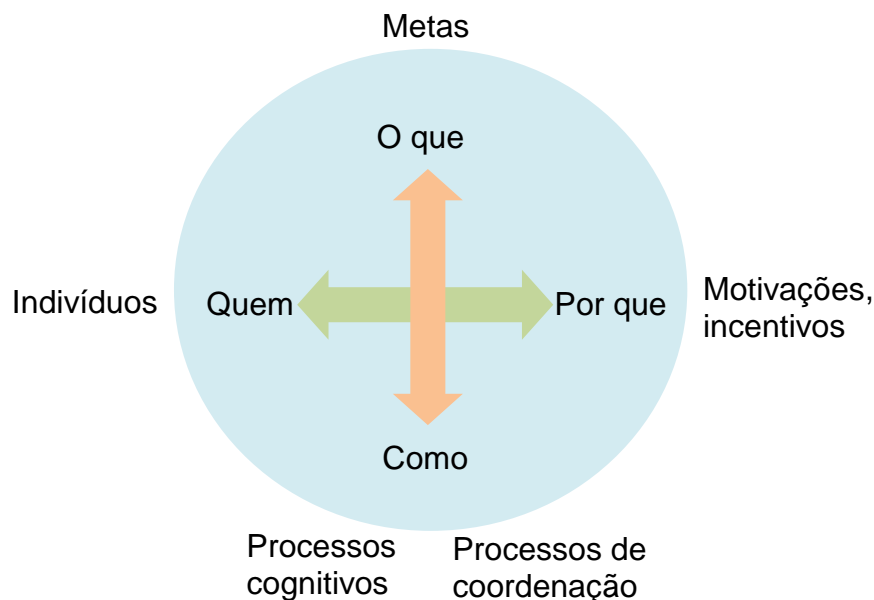 Metas
O que
Indivíduos
Quem
Por que
Motivações,
incentivos
Como
Processos
cognitivos
Processos de
coordenação